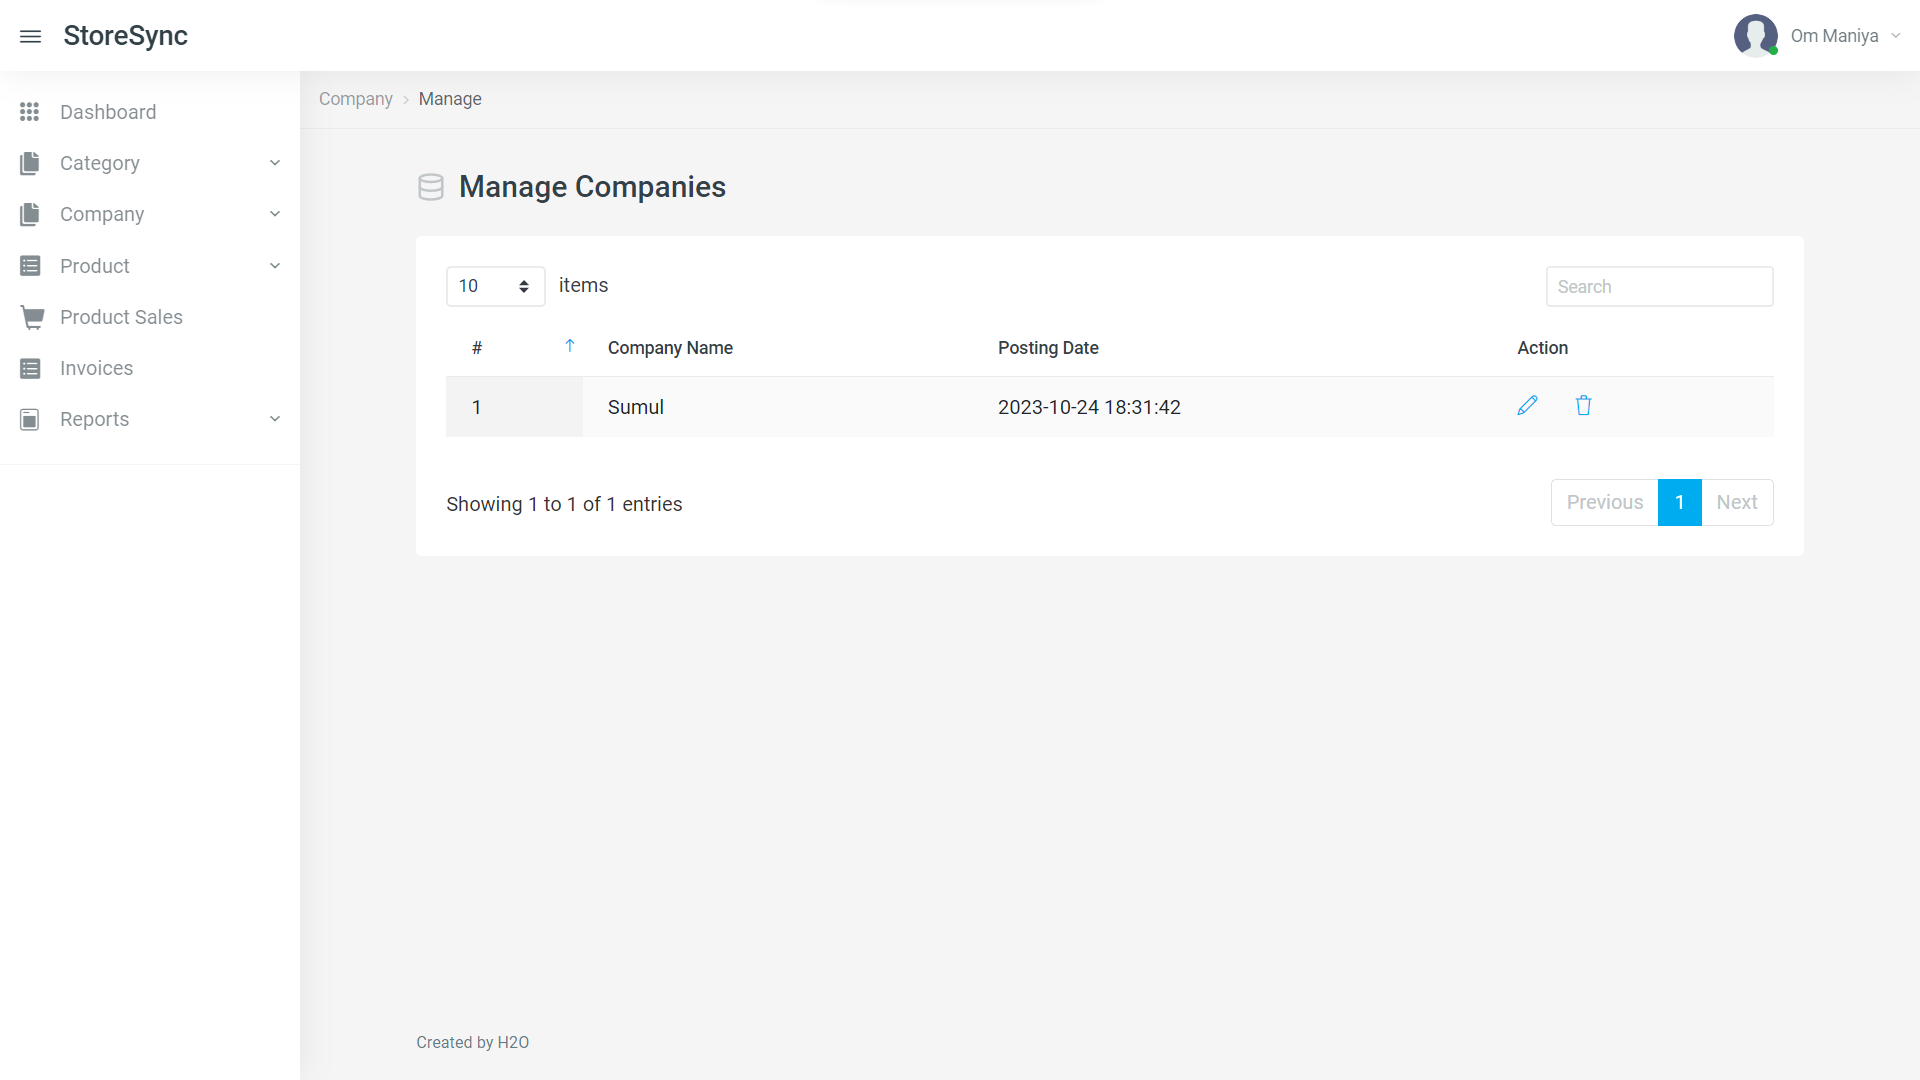 StoreSync
Om Maniya
Dashboard
Category
Company
Product
Product Sales
Invoices
Reports
Company > Manage
Manage Companies
10 items
Search
# Company Name Posting Date Action
1 Sumul 2023-10-24 18:31:42
Showing 1 to 1 of 1 entries
Previous 1 Next
Created by H2O